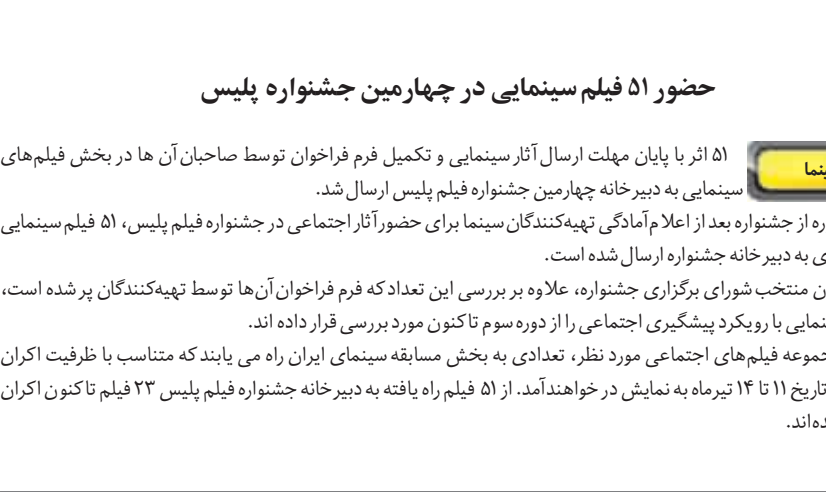 حضور ۵۱ فیلم سینمایی در چهارمین جشنواره پلیس
۵۱ اثر با پایان مهلت ارسال آثار سینمایی و تکمیل فرم فراخوان توسط صاحبان آن ها در بخش فیلم‌های
سینمایی به دبیرخانه چهارمین جشنواره فیلم پلیس ارسال شد.
از جشنواره بعد از اعلام آمادگی تهیه‌کنندگان سینما برای حضور آثار اجتماعی در جشنواره فیلم پلیس، ۵۱ فیلم سینمایی
به دبیرخانه جشنواره ارسال شده است.
منتخب شورای برگزاری جشنواره، علاوه بر بررسی این تعداد که فرم فراخوان آن‌ها توسط تهیه‌کنندگان پر شده است،
با رویکرد پیشگیری اجتماعی را از دوره سوم تاکنون مورد بررسی قرار داده اند.
فیلم‌های اجتماعی مورد نظر، تعدادی به بخش مسابقه سینمای ایران راه می یابند که متناسب با ظرفیت اکران
تاریخ ۱۱ تا ۱۴ تیرماه به نمایش در خواهندآمد. از ۵۱ فیلم راه یافته به دبیرخانه جشنواره فیلم پلیس ۲۳ فیلم تاکنون اکران